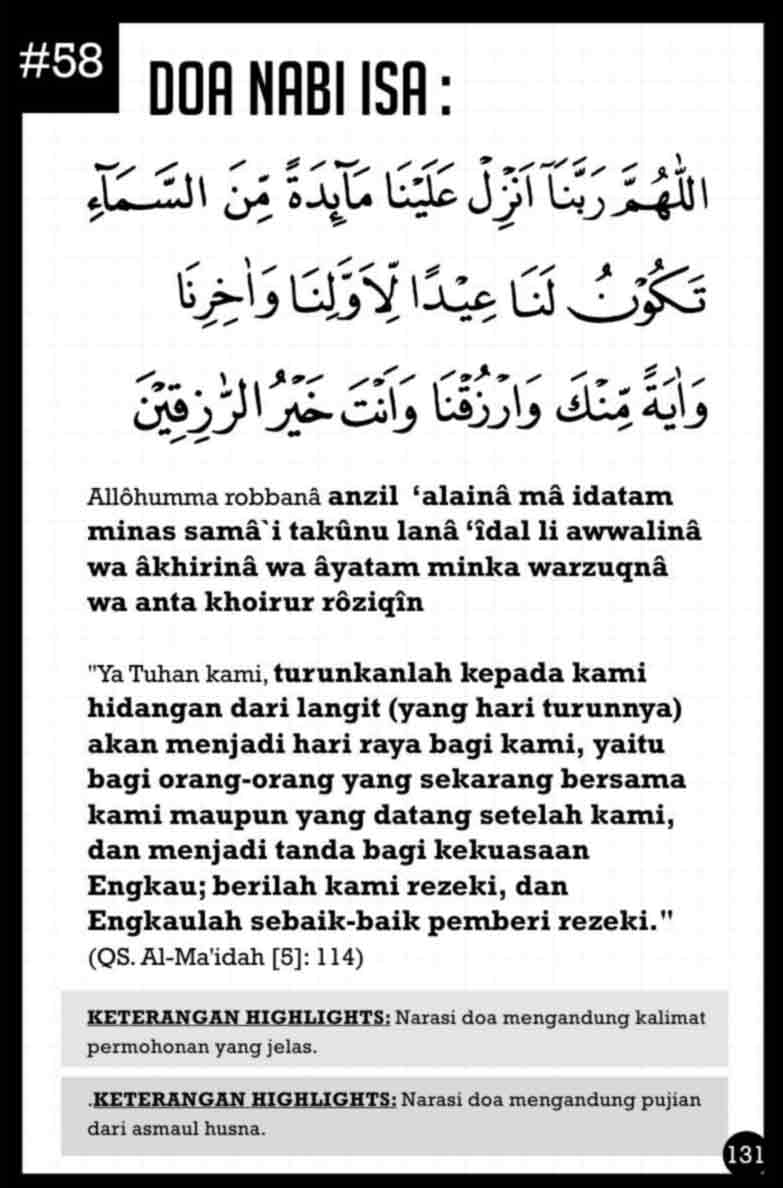 #58
DOA NABI ISA :
اللّٰهُمَّ رَبَّنَآ اَنْزِلْ عَلَيْنَا مَآىِٕدَةً مِّنَ السَّمَاۤءِ
تَكُوْنُ لَنَا عِيْدًا لِّاَوَّلِنَا وَاٰخِرِنَا
وَاٰيَةً مِّنْكَ وَارْزُقْنَا وَاَنْتَ خَيْرُ الرّٰزِقِيْنَ
Allôhumma robbanâ anzil ‘alainâ mâ idatam
minas samâ`i takûnu lanâ ‘îdal li awwalinâ
wa âkhirinâ wa âyatam minka warzuqnâ
wa anta khoirur rôziqîn
"Ya Tuhan kami, turunkanlah kepada kami
hidangan dari langit (yang hari turunnya)
akan menjadi hari raya bagi kami, yaitu
bagi orang-orang yang sekarang bersama
kami maupun yang datang setelah kami,
dan menjadi tanda bagi kekuasaan
Engkau; berilah kami rezeki, dan
Engkaulah sebaik-baik pemberi rezeki."
(QS. Al-Ma'idah [5]: 114)
KETERANGAN HIGHLIGHTS: Narasi doa mengandung kalimat
permohonan yang jelas.
.KETERANGAN HIGHLIGHTS: Narasi doa mengandung pujian
dari asmaul husna.
131